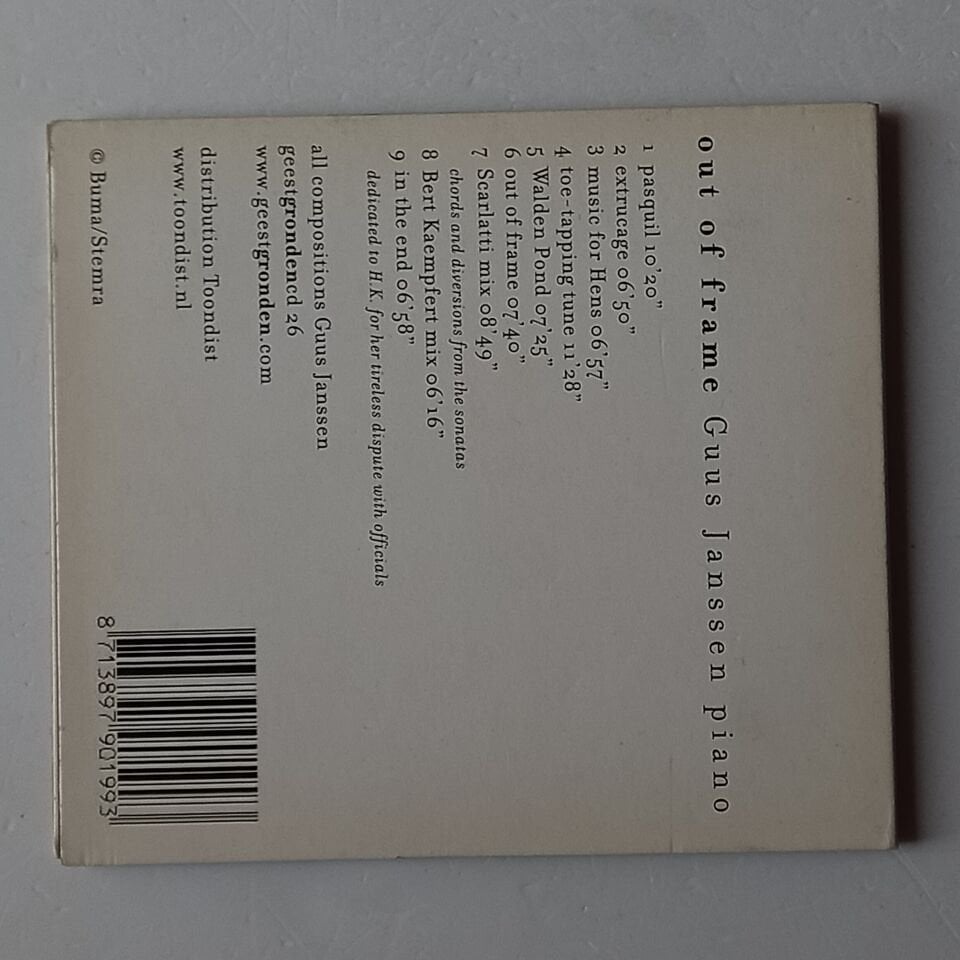 out of frame Guus Janssen piano
1 pasquil 10'20"
2 extrucage 06'50"
3 music for Hens 06'57"
4 toe-tapping tune 11'28"
5 Walden Pond 07'25"
6 out of frame 07'40"
7 Scarlatti mix 08'49"
chords and diversions from the sonatas
8 Bert Kaempfert mix 06'16"
9 in the end 06'58"
dedicated to H.K. for her tireless dispute with officials
all compositions Guus Janssen
geestgrondencd 26
www.geestgronden.com
distribution Toondist
www.toondist.nl
© Buma/Stemra
8 713897 901993